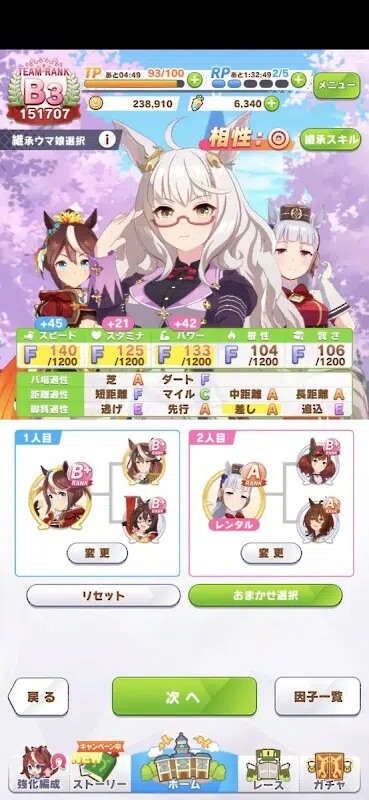 TEAM RANK
B3
151707
TP あと04:49 93/100
RP あと1:32:49 2/5
メニュー
238,910
6,340
継承ウマ娘選択
相性:◎
継承スキル
+45
+21
+42
スピード スタミナ パワー 根性 賢さ
F 140/1200 F 125/1200 F 133/1200 F 104/1200 F 106/1200
バ場適性 芝 A ダート F
距離適性 短距離 F マイル C 中距離 A 長距離 A
脚質適性 逃げ E 先行 A 差し A 追込 E
1人目
B+ RANK
B+ RANK
B RANK
変更
2人目
A RANK
レンタル
B+ RANK
A+ RANK
変更
リセット
おまかせ選択
戻る
次へ
因子一覧
強化編成
キャンペーン中
NEW
ストーリー
ホーム
レース
ガチャ